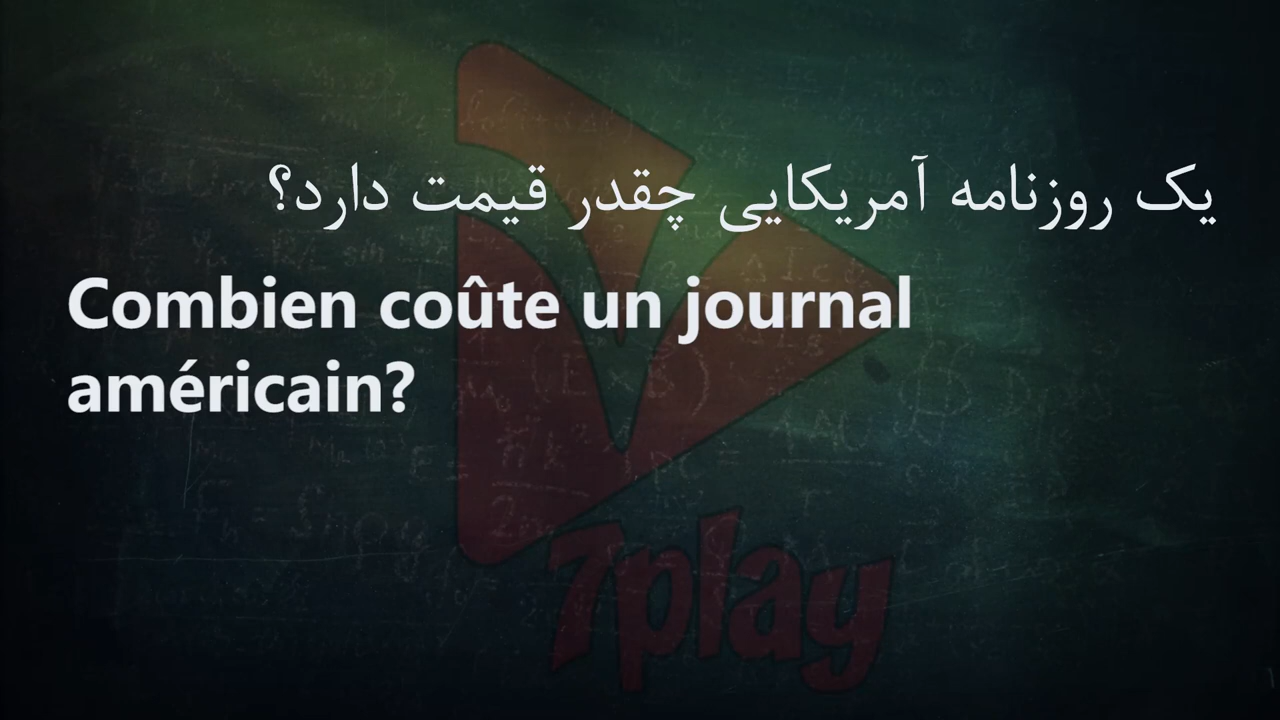 یک روزنامه آمریکایی چقدر قیمت دارد؟
Combien coûte un journal
américain?
7play